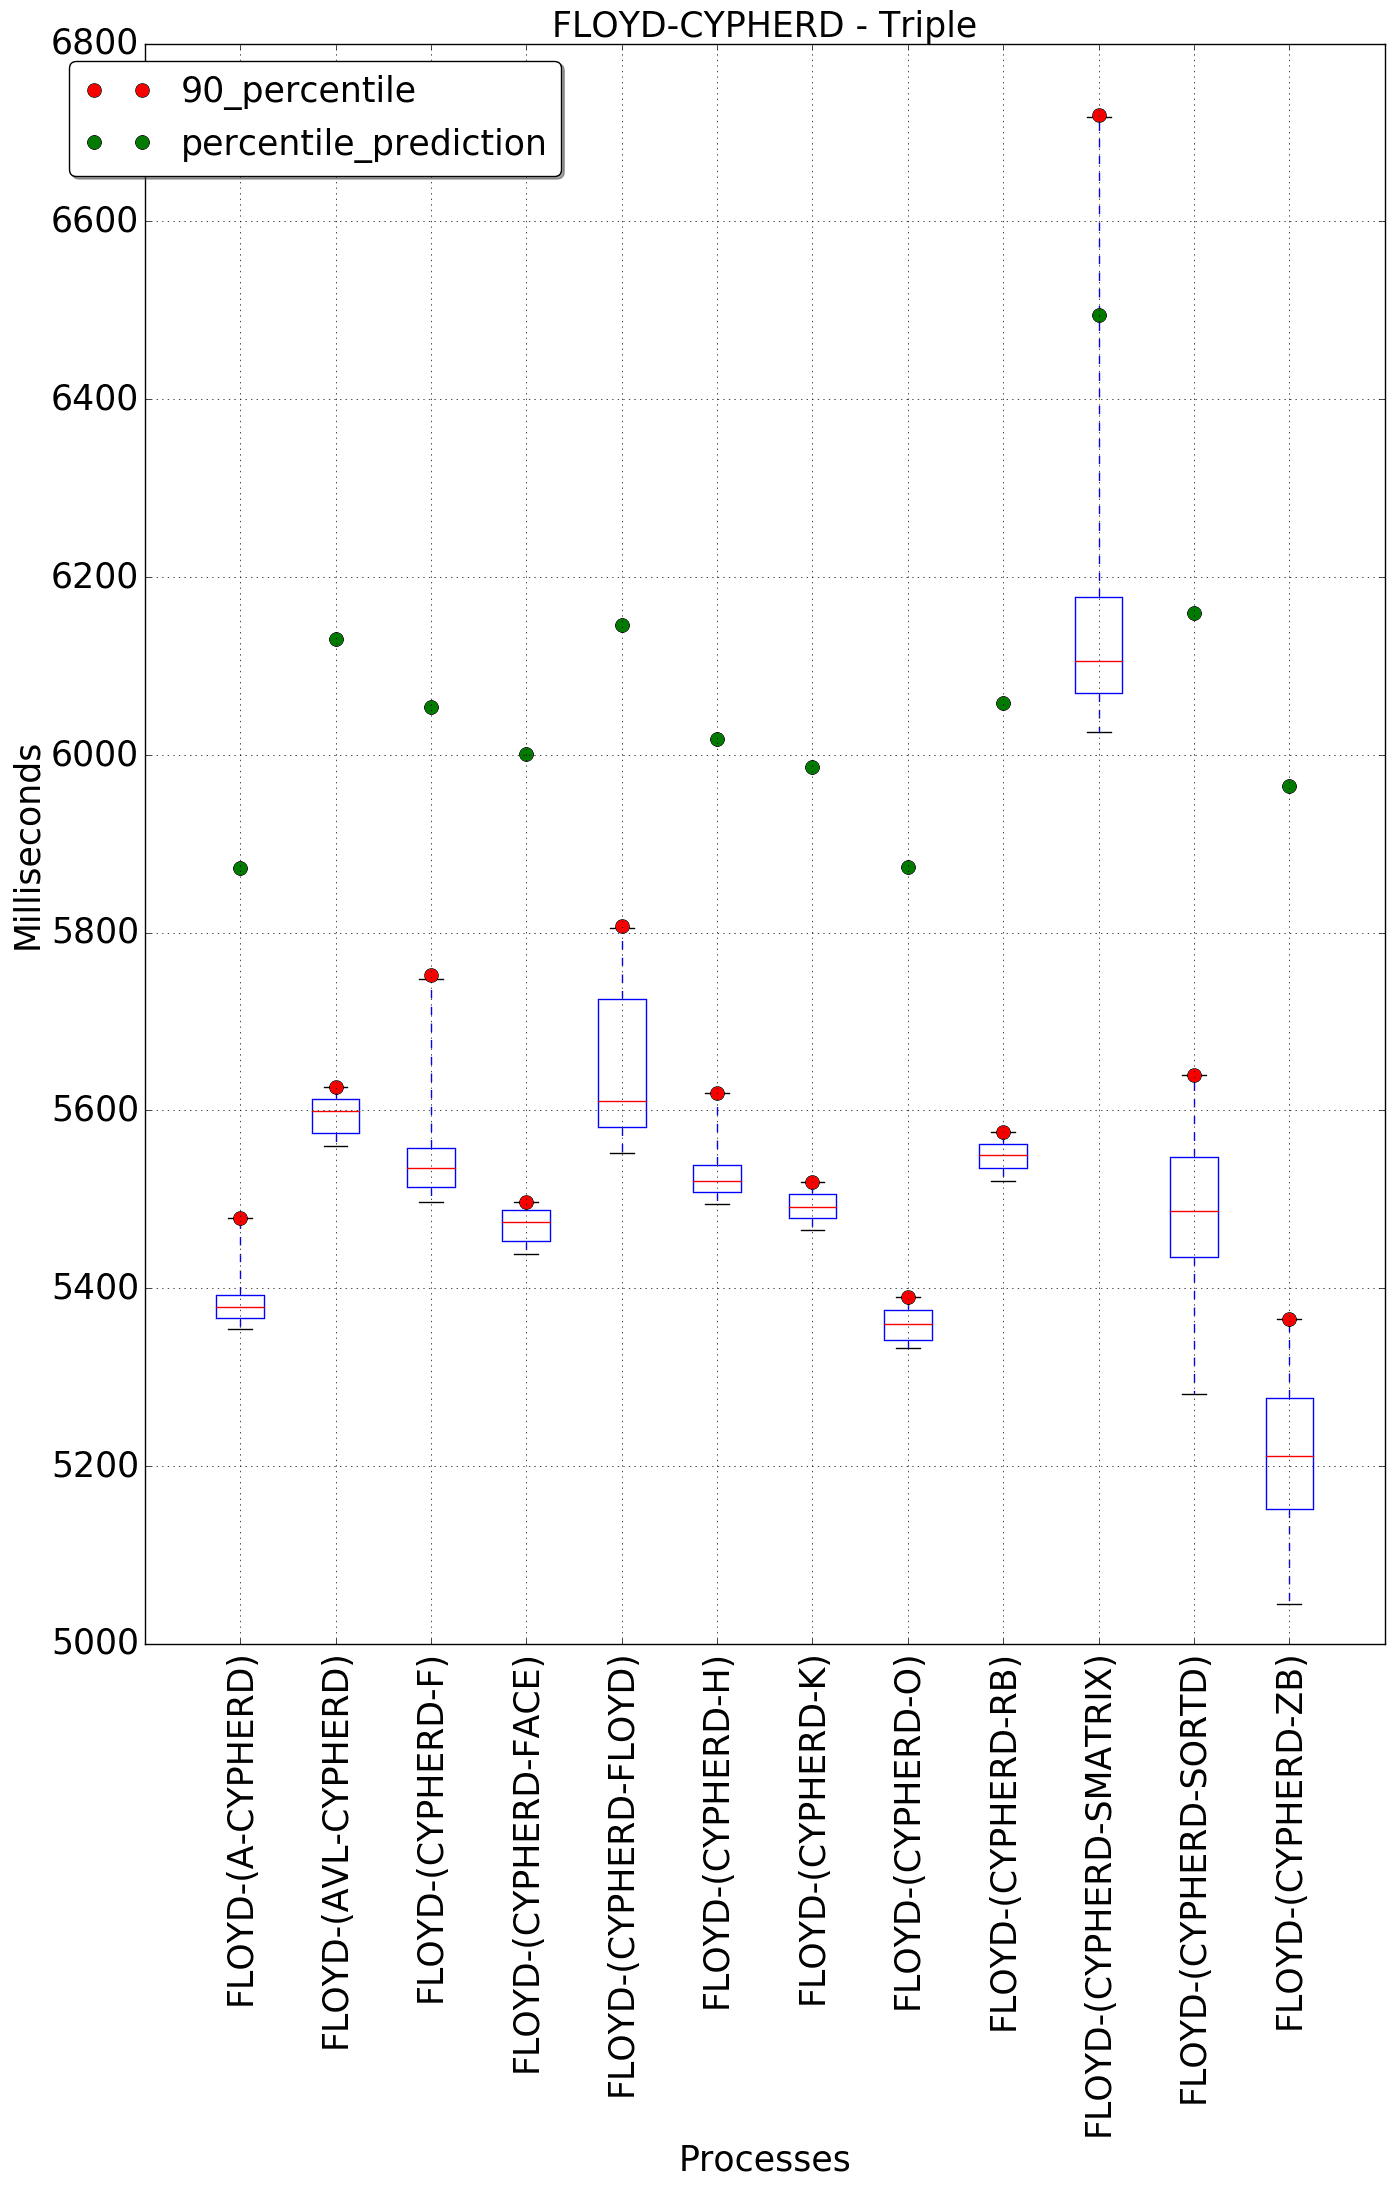 FLOYD-CYPHERD - Triple
90_percentile
percentile_prediction
6800
6600
6400
6200
6000
5800
5600
5400
5200
5000
Milliseconds
FLOYD-(A-CYPHERD)
FLOYD-(AVL-CYPHERD)
FLOYD-(CYPHERD-F)
FLOYD-(CYPHERD-FACE)
FLOYD-(CYPHERD-FLOYD)
FLOYD-(CYPHERD-H)
FLOYD-(CYPHERD-K)
FLOYD-(CYPHERD-O)
FLOYD-(CYPHERD-RB)
FLOYD-(CYPHERD-SMATRIX)
FLOYD-(CYPHERD-SORTD)
FLOYD-(CYPHERD-ZB)
Processes